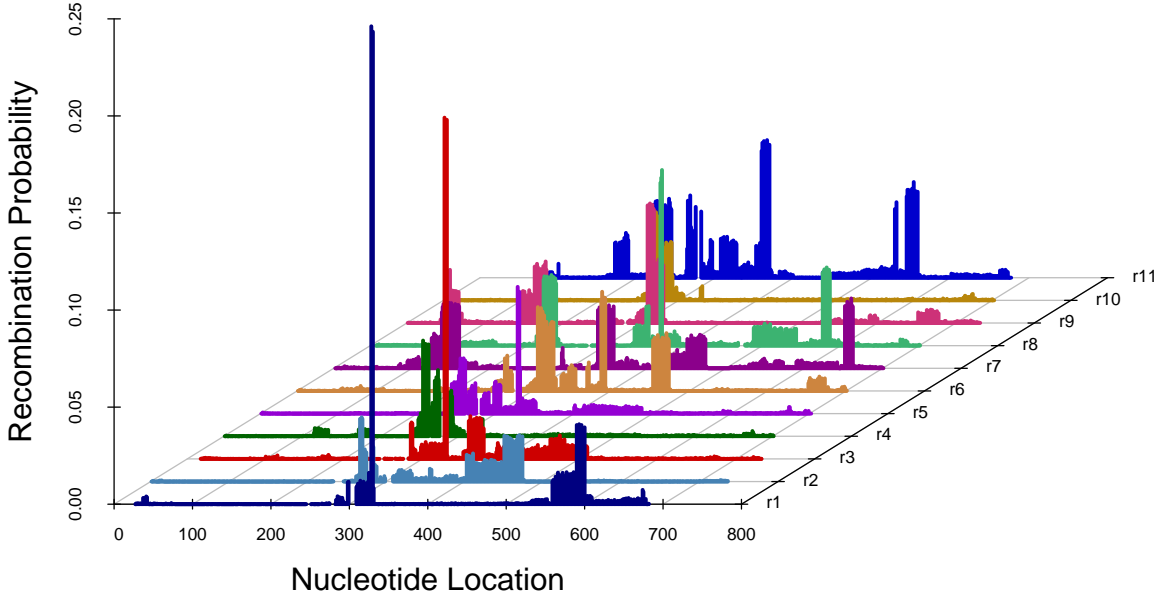 Recombination Probability
0.25
0.20
0.15
0.10
0.05
0.00
r11
r10
r9
r8
r7
r6
r5
r4
r3
r2
r1
0 100 200 300 400 500 600 700 800
Nucleotide Location